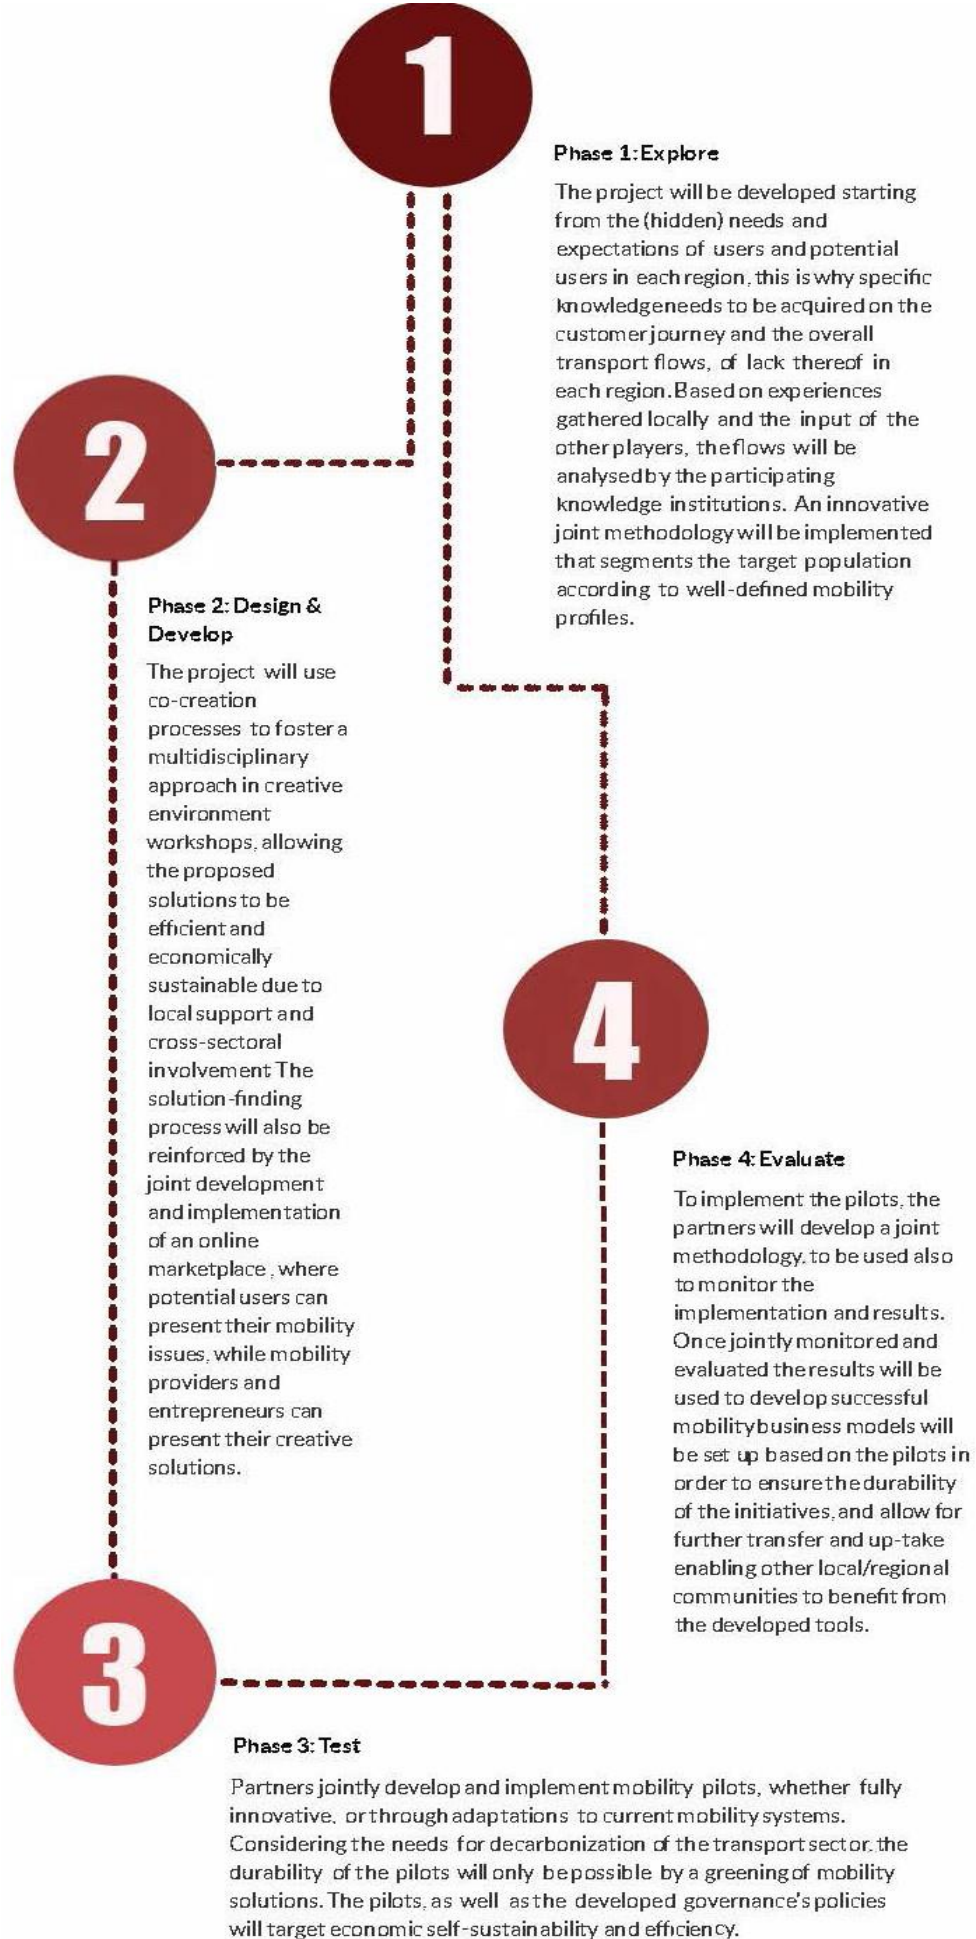 1
Phase 1: Explore
The project will be developed starting
from the (hidden) needs and
expectations of users and potential
users in each region, this is why specific
knowledge needs to be acquired on the
customer journey and the overall
transport flows, of lack thereof in
each region. Based on experiences
gathered locally and the input of the
other players, the flows will be
analysed by the participating
knowledge institutions. An innovative
joint methodology will be implemented
that segments the target population
according to well-defined mobility
profiles.
2
Phase 2: Design &
Develop
The project will use
co-creation
processes to foster a
multidisciplinary
approach in creative
environment
workshops, allowing
the proposed
solutions to be
efficient and
economically
sustainable due to
local support and
cross-sectoral
involvement The
solution-finding
process will also be
reinforced by the
joint development
and implementation
of an online
marketplace, where
potential users can
present their mobility
issues, while mobility
providers and
entrepreneurs can
present their creative
solutions.
3
Phase 3: Test
Partners jointly develop and implement mobility pilots, whether fully
innovative, or through adaptations to current mobility systems.
Considering the needs for decarbonization of the transport sector, the
durability of the pilots will only be possible by a greening of mobility
solutions. The pilots, as well as the developed governance's policies
will target economic self-sustainability and efficiency.
4
Phase 4: Evaluate
To implement the pilots, the
partners will develop a joint
methodology, to be used also
to monitor the
implementation and results.
Once jointly monitored and
evaluated the results will be
used to develop successful
mobility business models will
be set up based on the pilots in
order to ensure the durability
of the initiatives, and allow for
further transfer and up-take
enabling other local/regional
communities to benefit from
the developed tools.